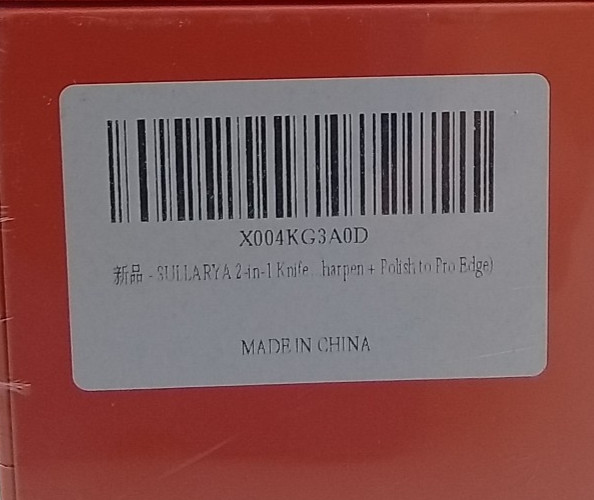 X004KG3A0D
新品 - SULLARYA 2-in-1 Knife...harpen + Polish to Pro Edge)
MADE IN CHINA